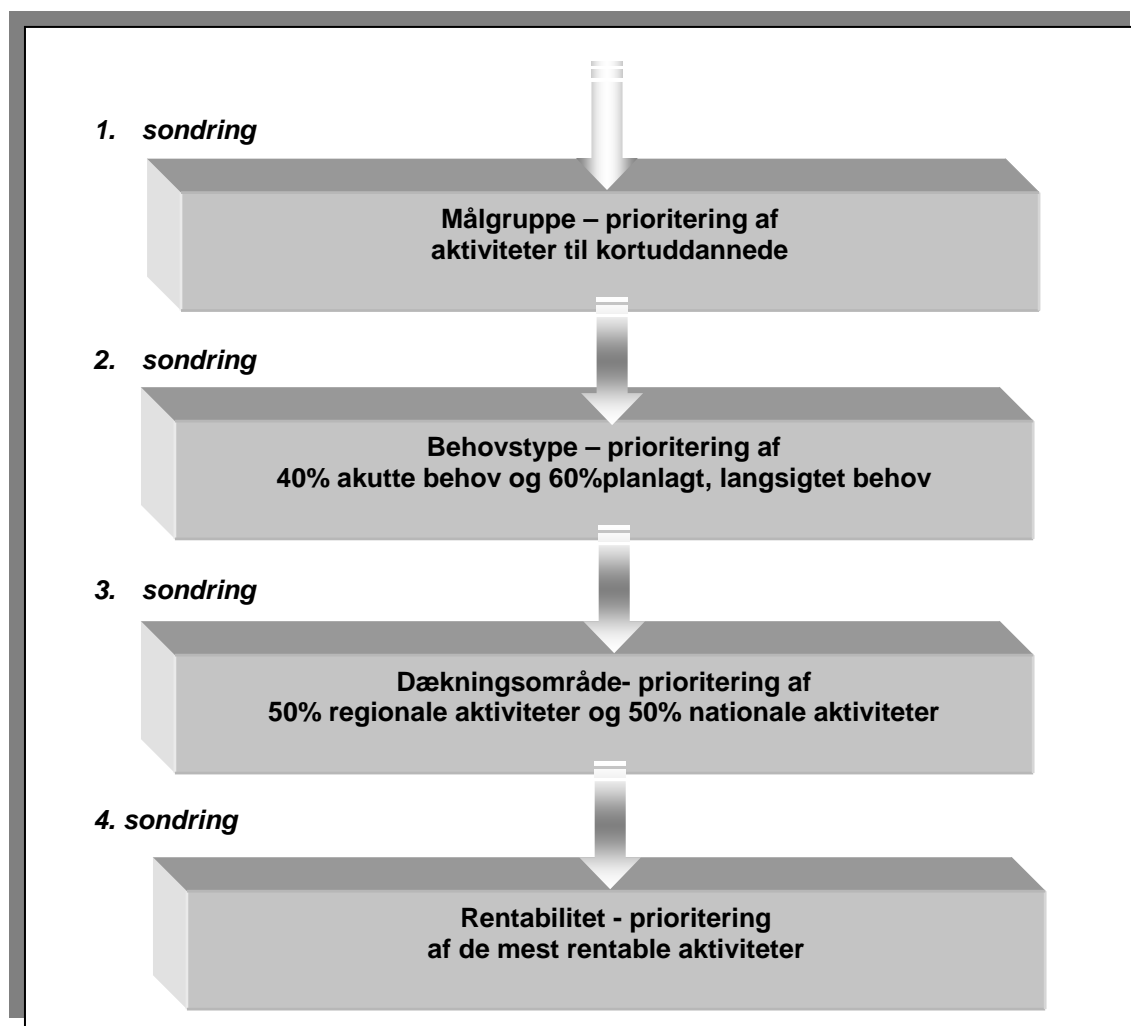 1. sondring
Målgruppe – prioritering af
aktiviteter til kortuddannede
2. sondring
Behovstype – prioritering af
40% akutte behov og 60%planlagt, langsigtet behov
3. sondring
Dækningsområde- prioritering af
50% regionale aktiviteter og 50% nationale aktiviteter
4. sondring
Rentabilitet - prioritering
af de mest rentable aktiviteter